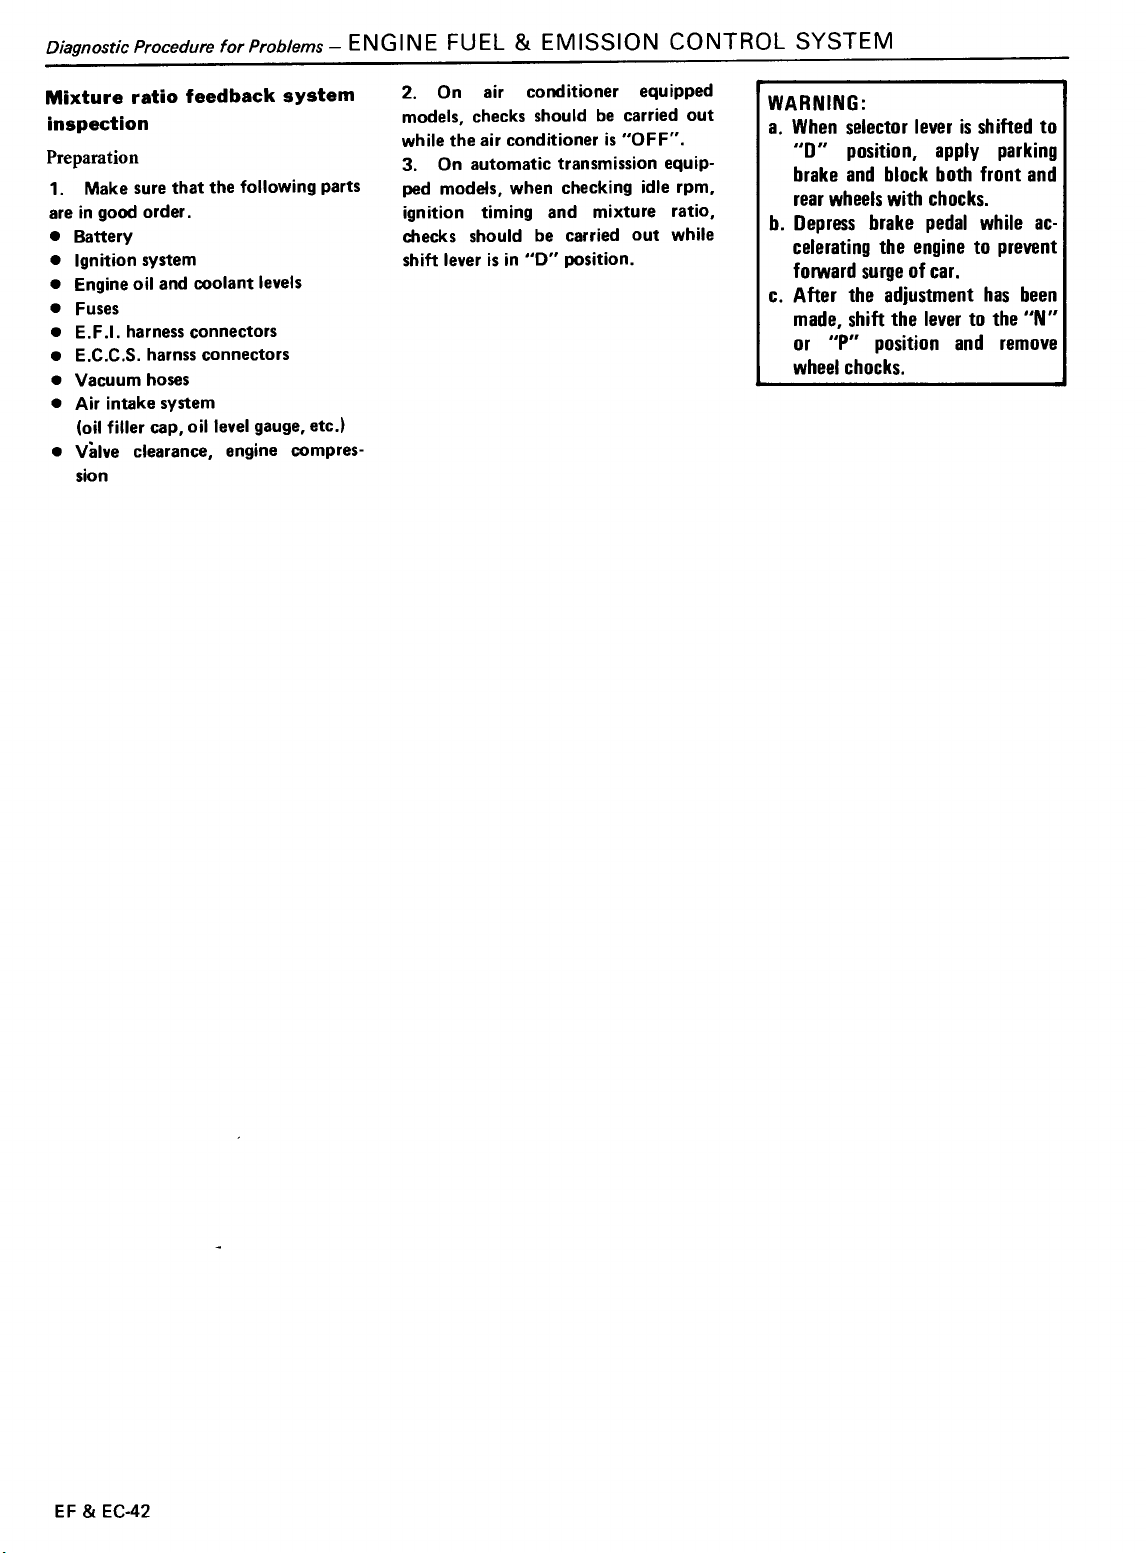 Diagnostic Procedure for Problems – ENGINE FUEL & EMISSION CONTROL SYSTEM
Mixture ratio feedback system
inspection
Preparation
1. Make sure that the following parts
are in good order.
● Battery
● Ignition system
● Engine oil and coolant levels
● Fuses
● E.F.I. harness connectors
● E.C.C.S. harnss connectors
● Vacuum hoses
● Air intake system
(oil filler cap, oil level gauge, etc.)
● Valve clearance, engine compres-
sion
2. On air conditioner equipped
models, checks should be carried out
while the air conditioner is "OFF".
3. On automatic transmission equip-
ped models, when checking idle rpm,
ignition timing and mixture ratio,
checks should be carried out while
shift lever is in "D" position.
WARNING:
a. When selector lever is shifted to
"D" position, apply parking
brake and block both front and
rear wheels with chocks.
b. Depress brake pedal while ac-
celerating the engine to prevent
forward surge of car.
c. After the adjustment has been
made, shift the lever to the "N"
or "P" position and remove
wheel chocks.
EF & EC-42